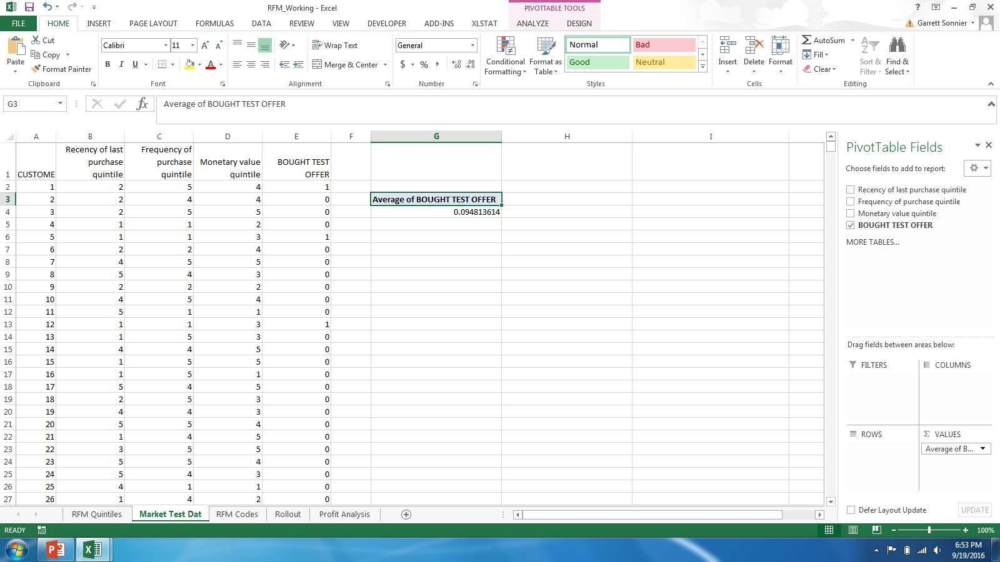 RFM_Working - Excel
PIVOTTABLE TOOLS
?
FILE HOME INSERT PAGE LAYOUT FORMULAS DATA REVIEW VIEW DEVELOPER ADD-INS XLSTAT ANALYZE DESIGN Garrett Sonnier
Paste
Cut
Copy
Format Painter
Clipboard
Calibri 11
B I U
Font
Wrap Text
Merge & Center
Alignment
General
$ % ,
Number
Conditional Formatting
Format as Table
Normal Bad
Good Neutral
Styles
Insert Delete Format
Cells
AutoSum
Fill
Clear
Sort & Filter
Find & Select
Editing
G3 fx Average of BOUGHT TEST OFFER
A B C D E F G H I
1 CUSTOME Recency of last purchase quintile Frequency of purchase quintile Monetary value quintile BOUGHT TEST OFFER
2 1 2 5 4 1
3 2 2 4 4 0 Average of BOUGHT TEST OFFER
4 3 2 5 5 0 0.094813614
5 4 1 1 2 0
6 5 1 1 3 1
7 6 2 2 4 0
8 7 4 5 5 0
9 8 5 4 3 0
10 9 2 2 2 0
11 10 4 5 4 0
12 11 5 1 1 0
13 12 1 1 3 1
14 13 1 5 3 0
15 14 4 4 5 0
16 15 1 5 5 0
17 16 1 5 1 0
18 17 5 4 5 0
19 18 2 5 3 0
20 19 4 4 3 0
21 20 5 5 4 0
22 21 1 4 5 0
23 22 3 5 5 0
24 23 5 5 4 0
25 24 5 4 3 0
26 25 4 1 1 0
27 26 1 4 2 0
PivotTable Fields
Choose fields to add to report:
Recency of last purchase quintile
Frequency of purchase quintile
Monetary value quintile
BOUGHT TEST OFFER
MORE TABLES...
Drag fields between areas below:
FILTERS COLUMNS
ROWS Σ VALUES
Average of B...
Defer Layout Update UPDATE
RFM Quintiles Market Test Dat RFM Codes Rollout Profit Analysis
READY 100%
6:53 PM
9/19/2016